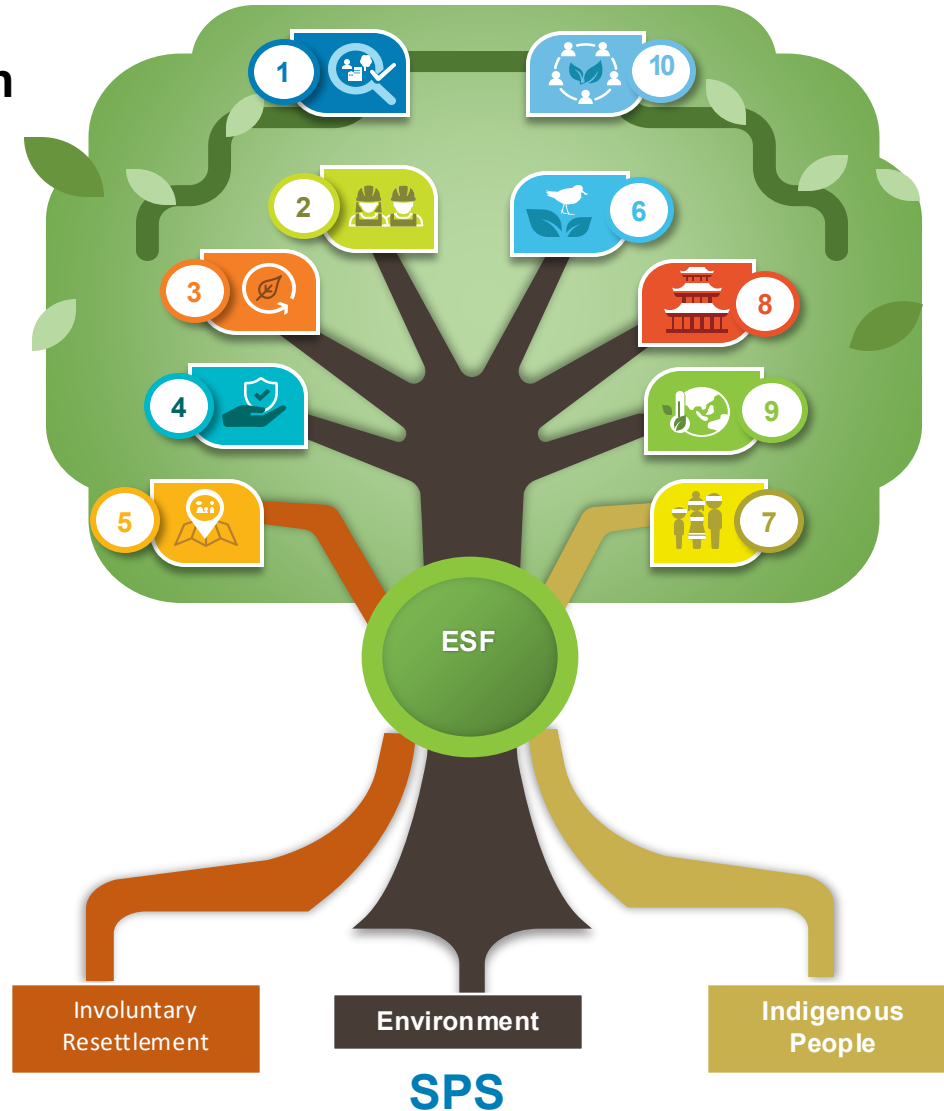 n
1
10
2
6
3
8
4
9
5
7
ESF
Involuntary
Resettlement
Environment
Indigenous
People
SPS